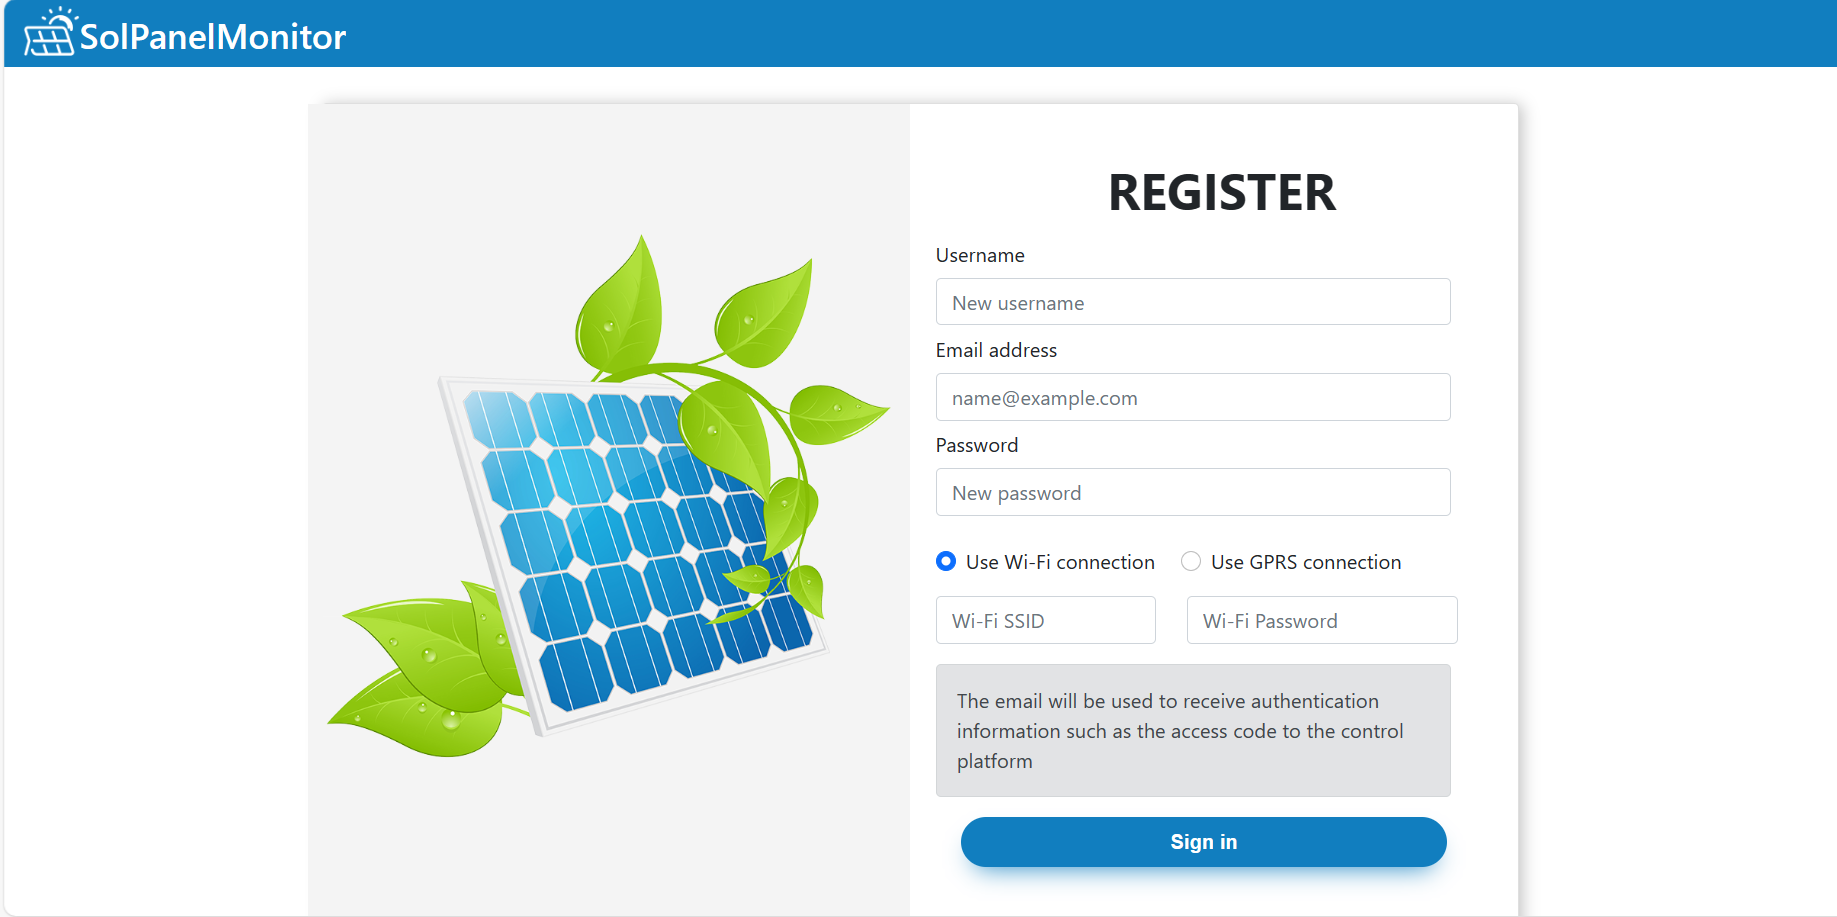 SolPanelMonitor
REGISTER
Username
New username
Email address
name@example.com
Password
New password
Use Wi-Fi connection Use GPRS connection
Wi-Fi SSID Wi-Fi Password
The email will be used to receive authentication
information such as the access code to the control
platform
Sign in